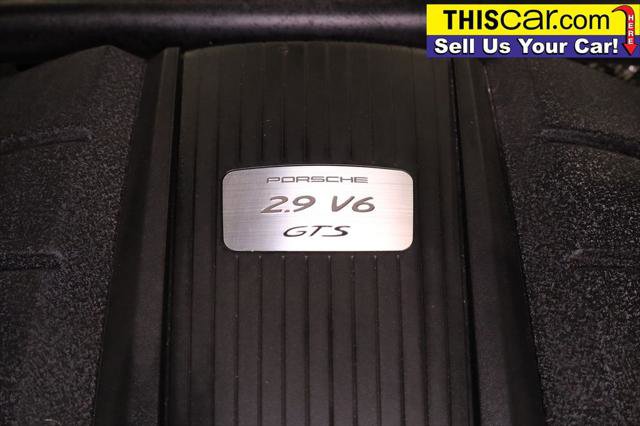 THISCar.com
HERE
Sell Us Your Car!
PORSCHE
2.9 V6
GTS